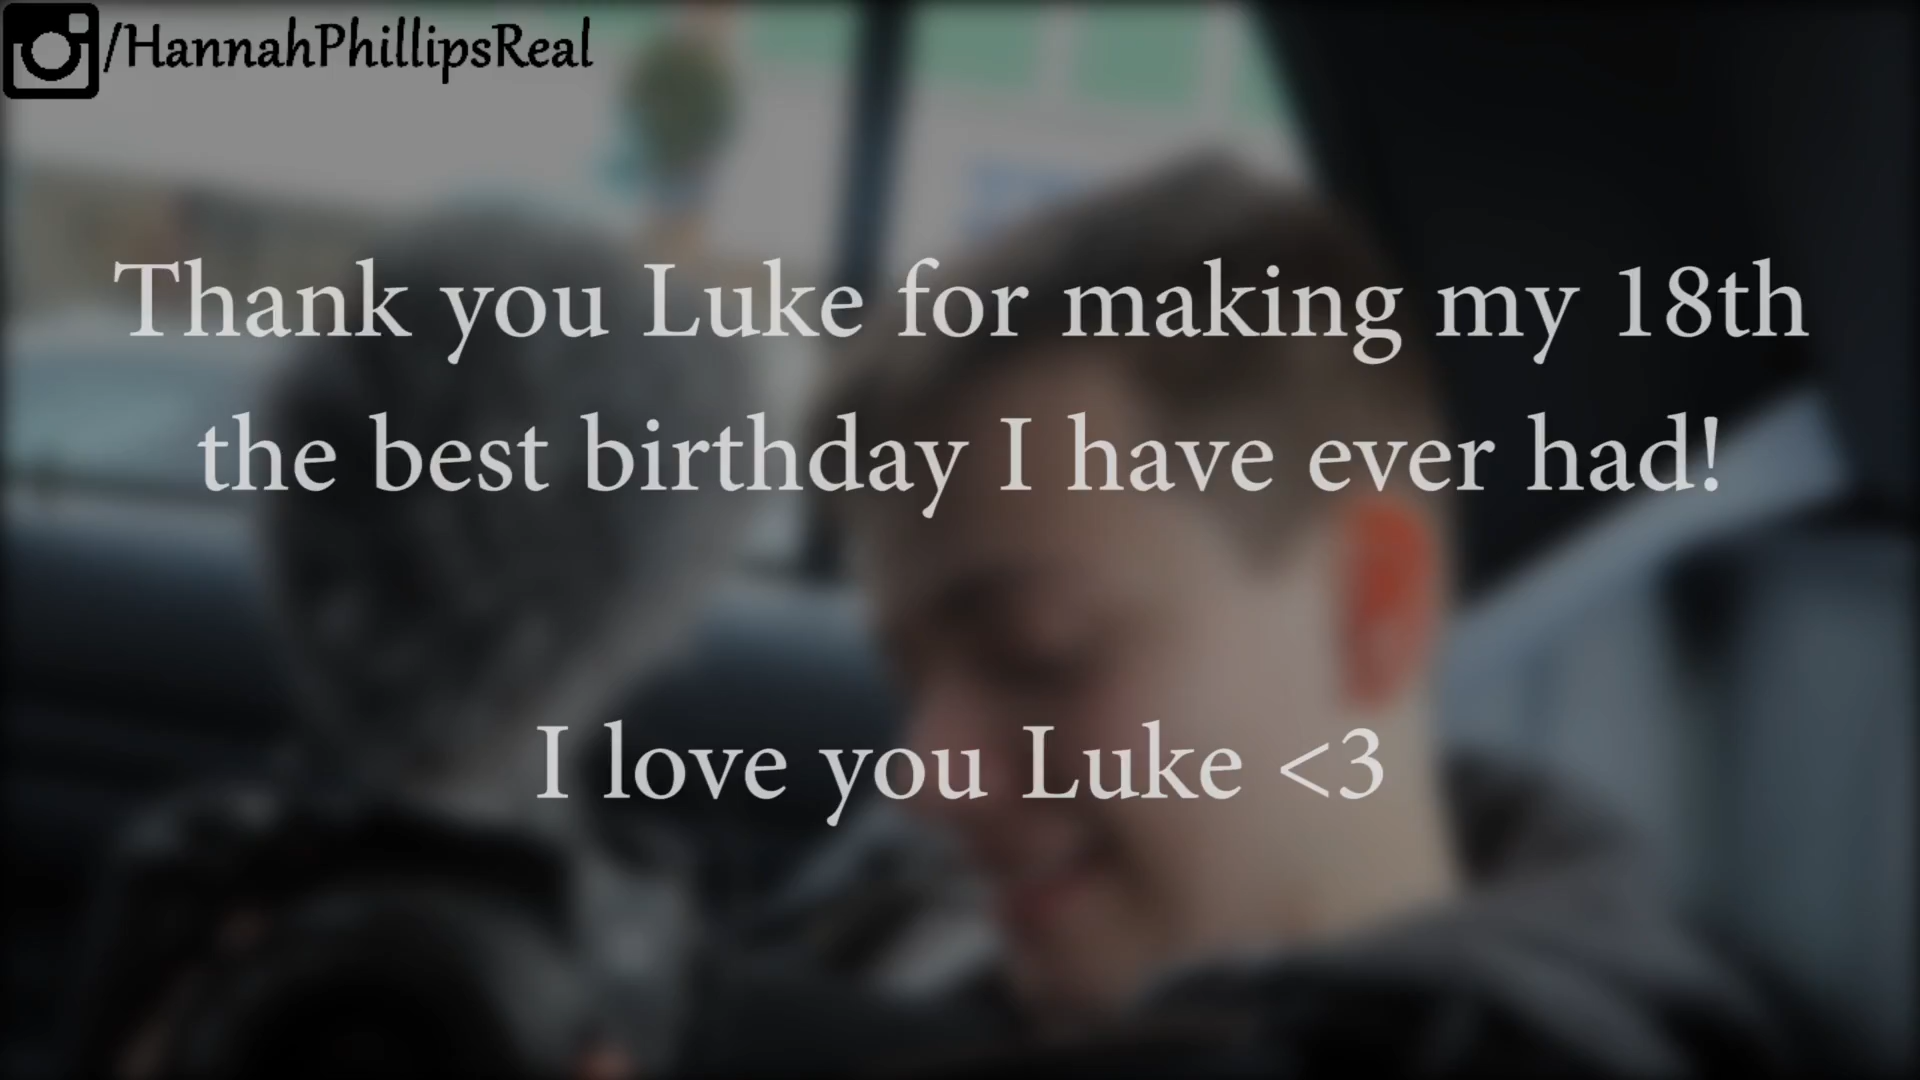 /HannahPhillipsReal
Thank you Luke for making my 18th
the best birthday I have ever had!
I love you Luke <3